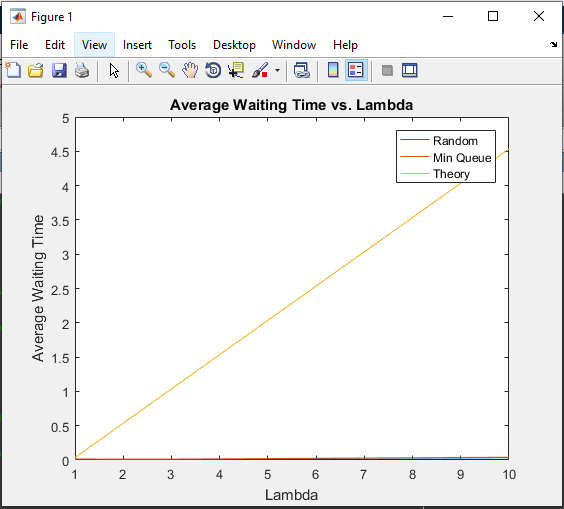 Figure 1
File Edit View Insert Tools Desktop Window Help
Average Waiting Time vs. Lambda
Random
Min Queue
Theory
5
4.5
4
3.5
3
2.5
2
1.5
1
0.5
0
Average Waiting Time
1 2 3 4 5 6 7 8 9 10
Lambda